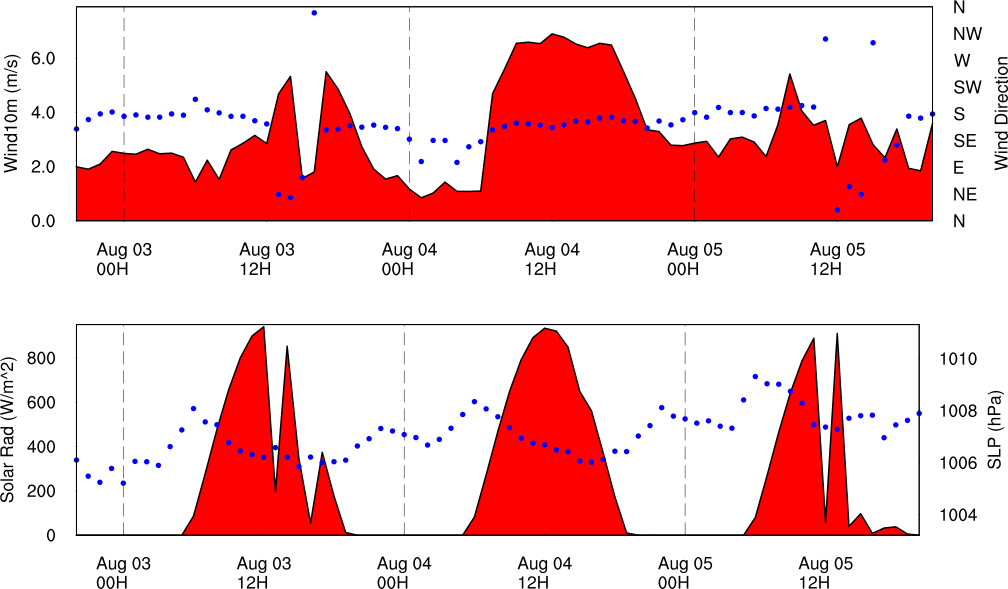 N
NW
W
SW
S
SE
E
NE
N
Wind Direction
6.0
4.0
2.0
0.0
Wind10m (m/s)
Aug 03 Aug 03 Aug 04 Aug 04 Aug 05 Aug 05
00H 12H 00H 12H 00H 12H
800
600
400
200
0
Solar Rad (W/m^2)
1010
1008
1006
1004
SLP (hPa)
Aug 03 Aug 03 Aug 04 Aug 04 Aug 05 Aug 05
00H 12H 00H 12H 00H 12H